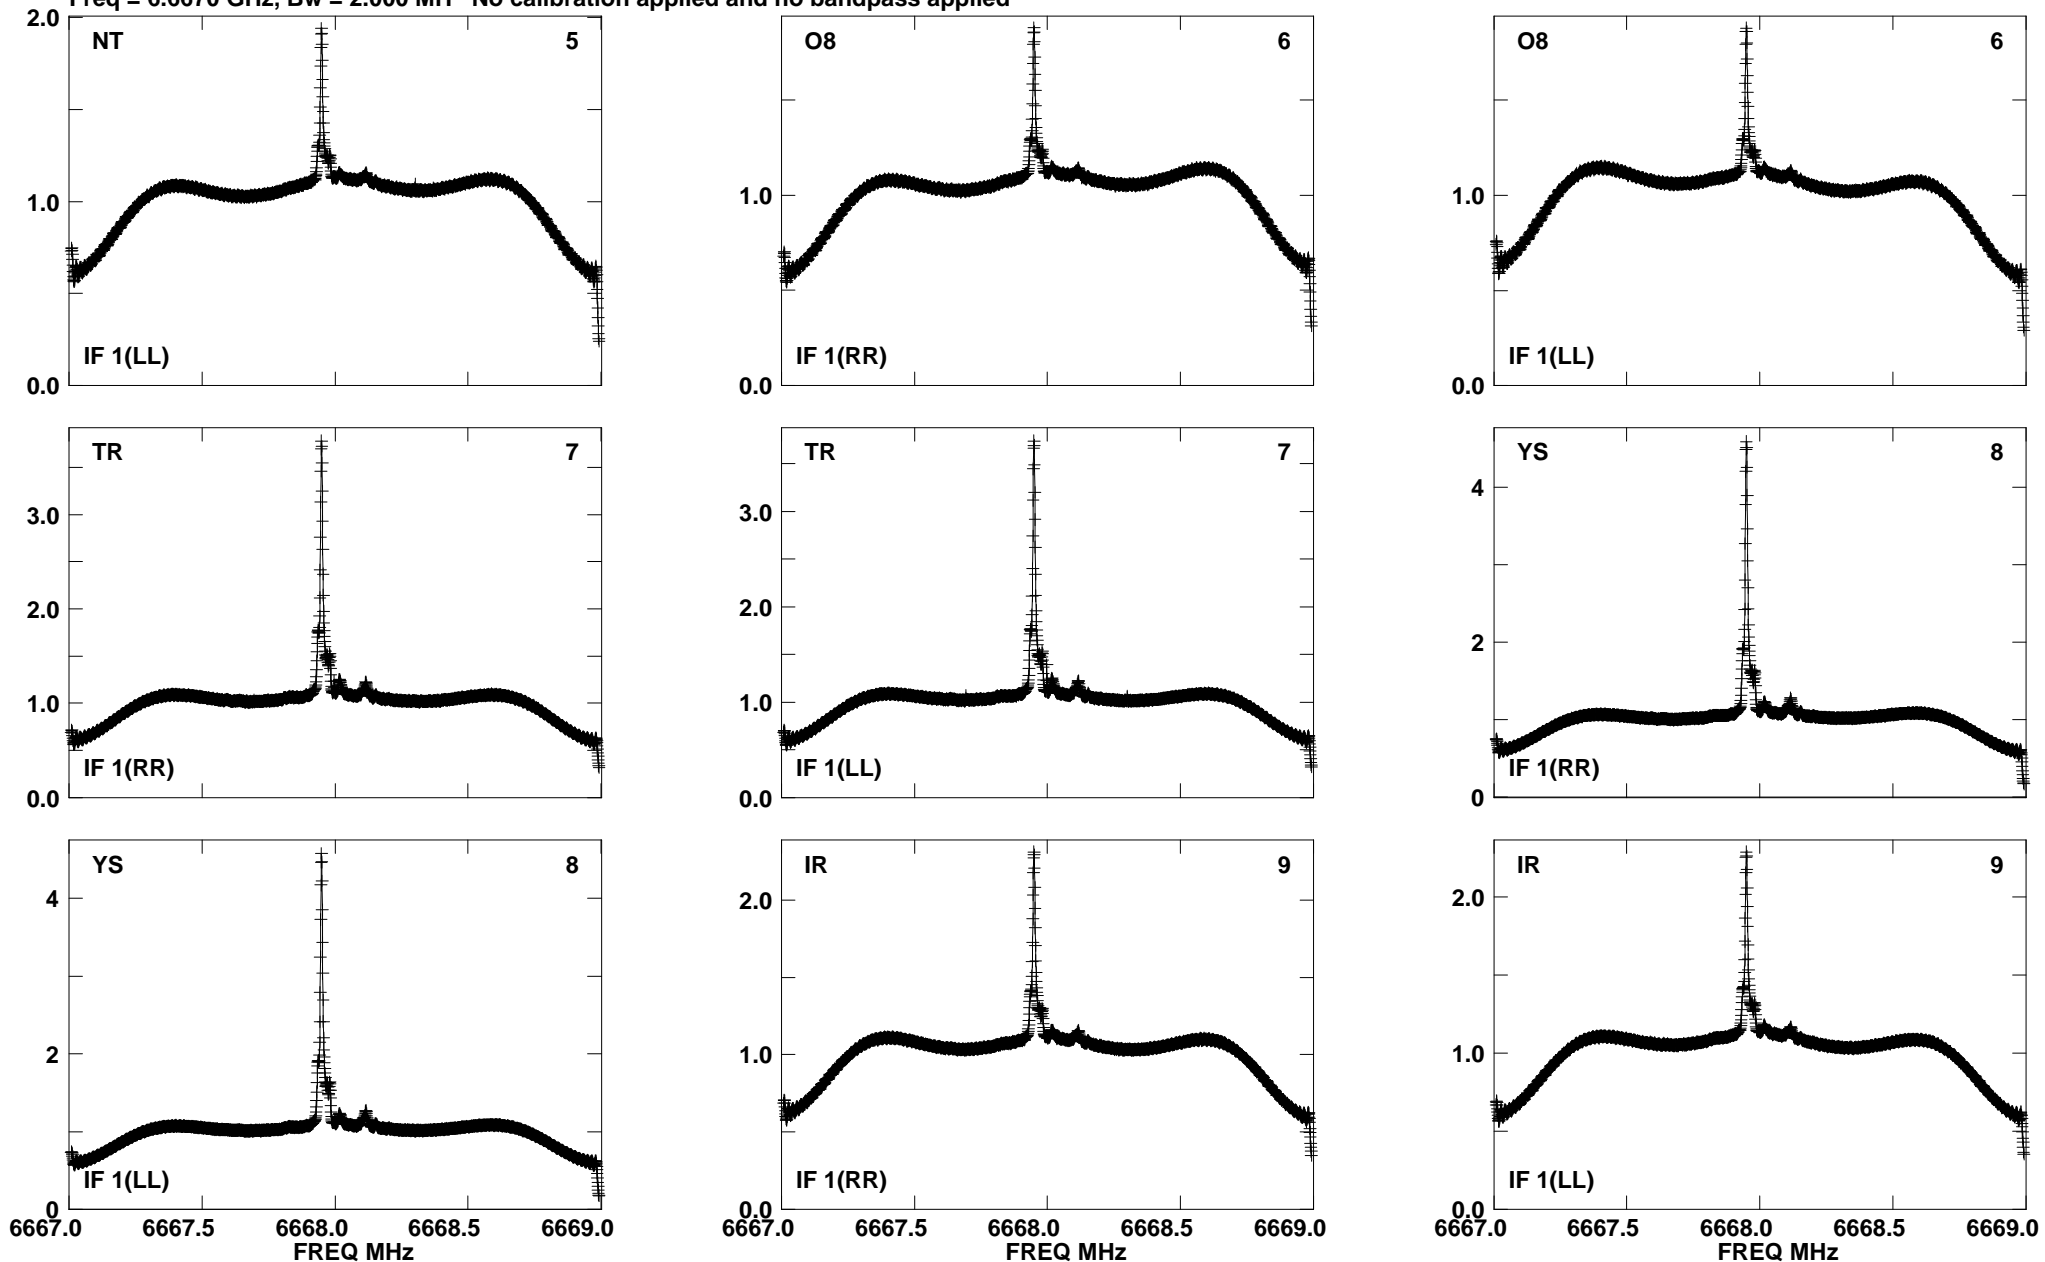 Freq = 6.6670 GHz, Bw = 2.000 MH No calibration applied and no bandpass applied
2.0
1.0
0.0
NT 5
IF 1(LL)
1.0
0.0
O8 6
IF 1(RR)
1.0
0.0
O8 6
IF 1(LL)
3.0
2.0
1.0
0.0
TR 7
IF 1(RR)
3.0
2.0
1.0
0.0
TR 7
IF 1(LL)
4
2
0
YS 8
IF 1(RR)
4
2
0
YS 8
IF 1(LL)
2.0
1.0
0.0
IR 9
IF 1(RR)
2.0
1.0
0.0
IR 9
IF 1(LL)
6667.0 6667.5 6668.0 6668.5 6669.0
FREQ MHz
6667.0 6667.5 6668.0 6668.5 6669.0
FREQ MHz
6667.0 6667.5 6668.0 6668.5 6669.0
FREQ MHz